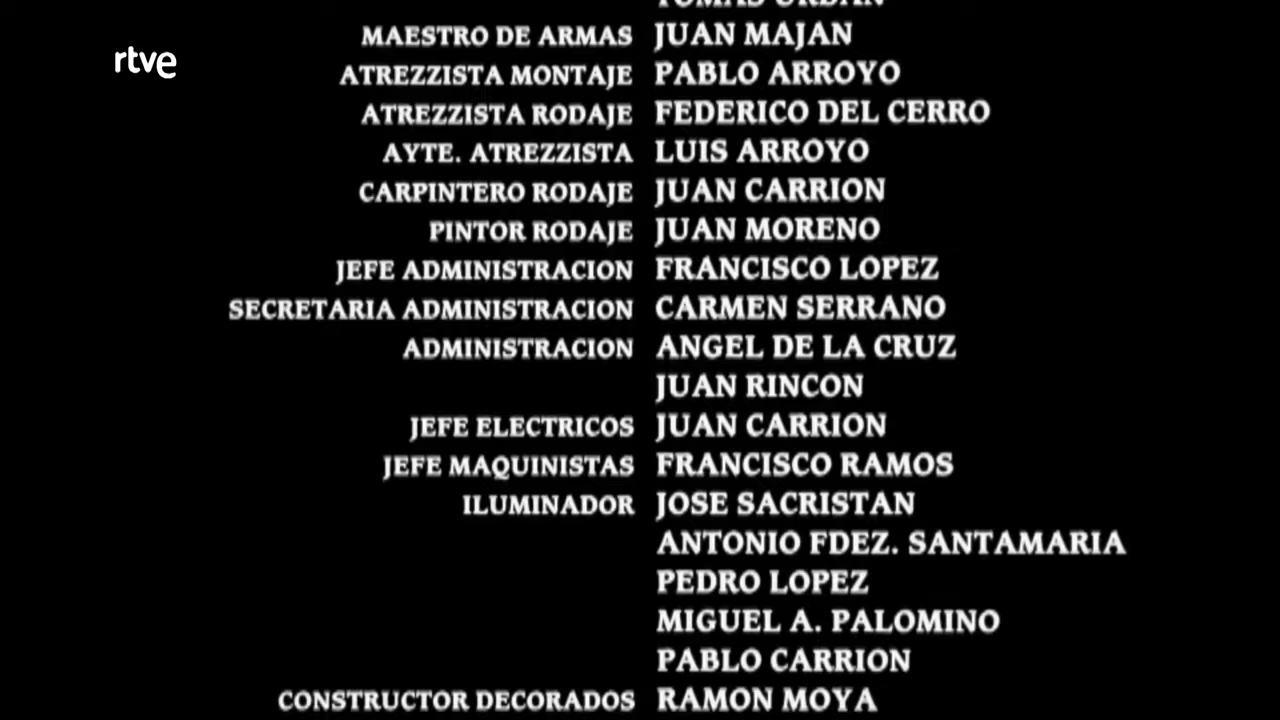 TOMAS URBAN
rtve
MAESTRO DE ARMAS JUAN MAJAN
ATREZZISTA MONTAJE PABLO ARROYO
ATREZZISTA RODAJE FEDERICO DEL CERRO
AYTE. ATREZZISTA LUIS ARROYO
CARPINTERO RODAJE JUAN CARRION
PINTOR RODAJE JUAN MORENO
JEFE ADMINISTRACION FRANCISCO LOPEZ
SECRETARIA ADMINISTRACION CARMEN SERRANO
ADMINISTRACION ANGEL DE LA CRUZ
JUAN RINCON
JEFE ELECTRICOS JUAN CARRION
JEFE MAQUINISTAS FRANCISCO RAMOS
ILUMINADOR JOSE SACRISTAN
ANTONIO FDEZ. SANTAMARIA
PEDRO LOPEZ
MIGUEL A. PALOMINO
PABLO CARRION
CONSTRUCTOR DECORADOS RAMON MOYA